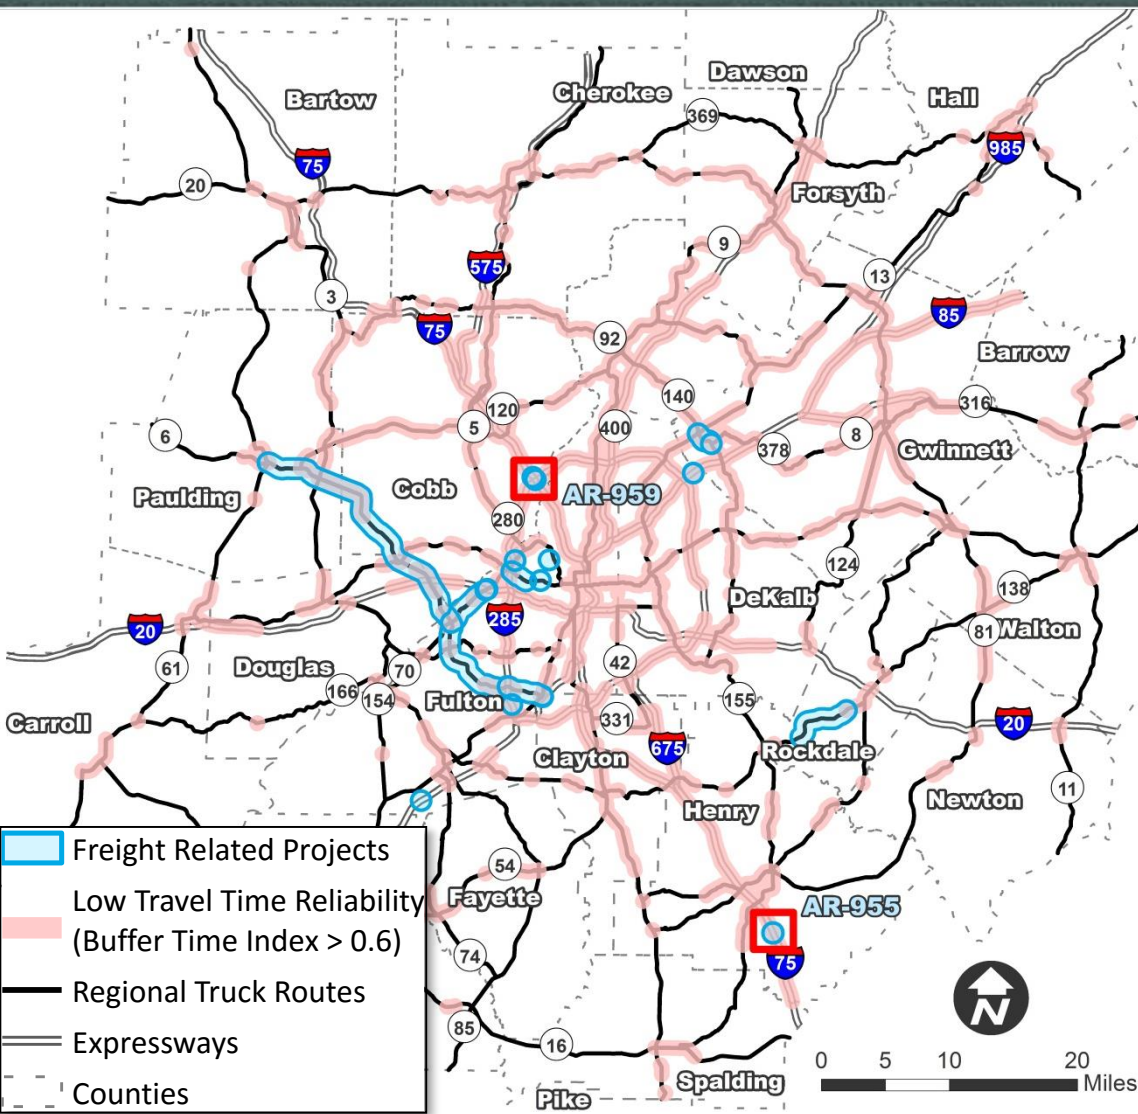 Dawson
Bartow
Cherokee
Hall
369
985
75
20
Forsyth
9
575
13
3
85
75
92
Barrow
140
316
120
400
5
8
6
378
Gwinnett
Cobb
Paulding
AR-959
280
124
138
DeKalb
285
20
81
Walton
42
Douglas
70
61
166
154
155
Fulton
331
Carroll
20
675
Rockdale
Clayton
11
Newton
Henry
Freight Related Projects
54
Low Travel Time Reliability
(Buffer Time Index > 0.6)
Fayette
AR-955
74
75
Regional Truck Routes
N
85
Expressways
16
0 5 10 20
Miles
Spalding
Counties
Pike